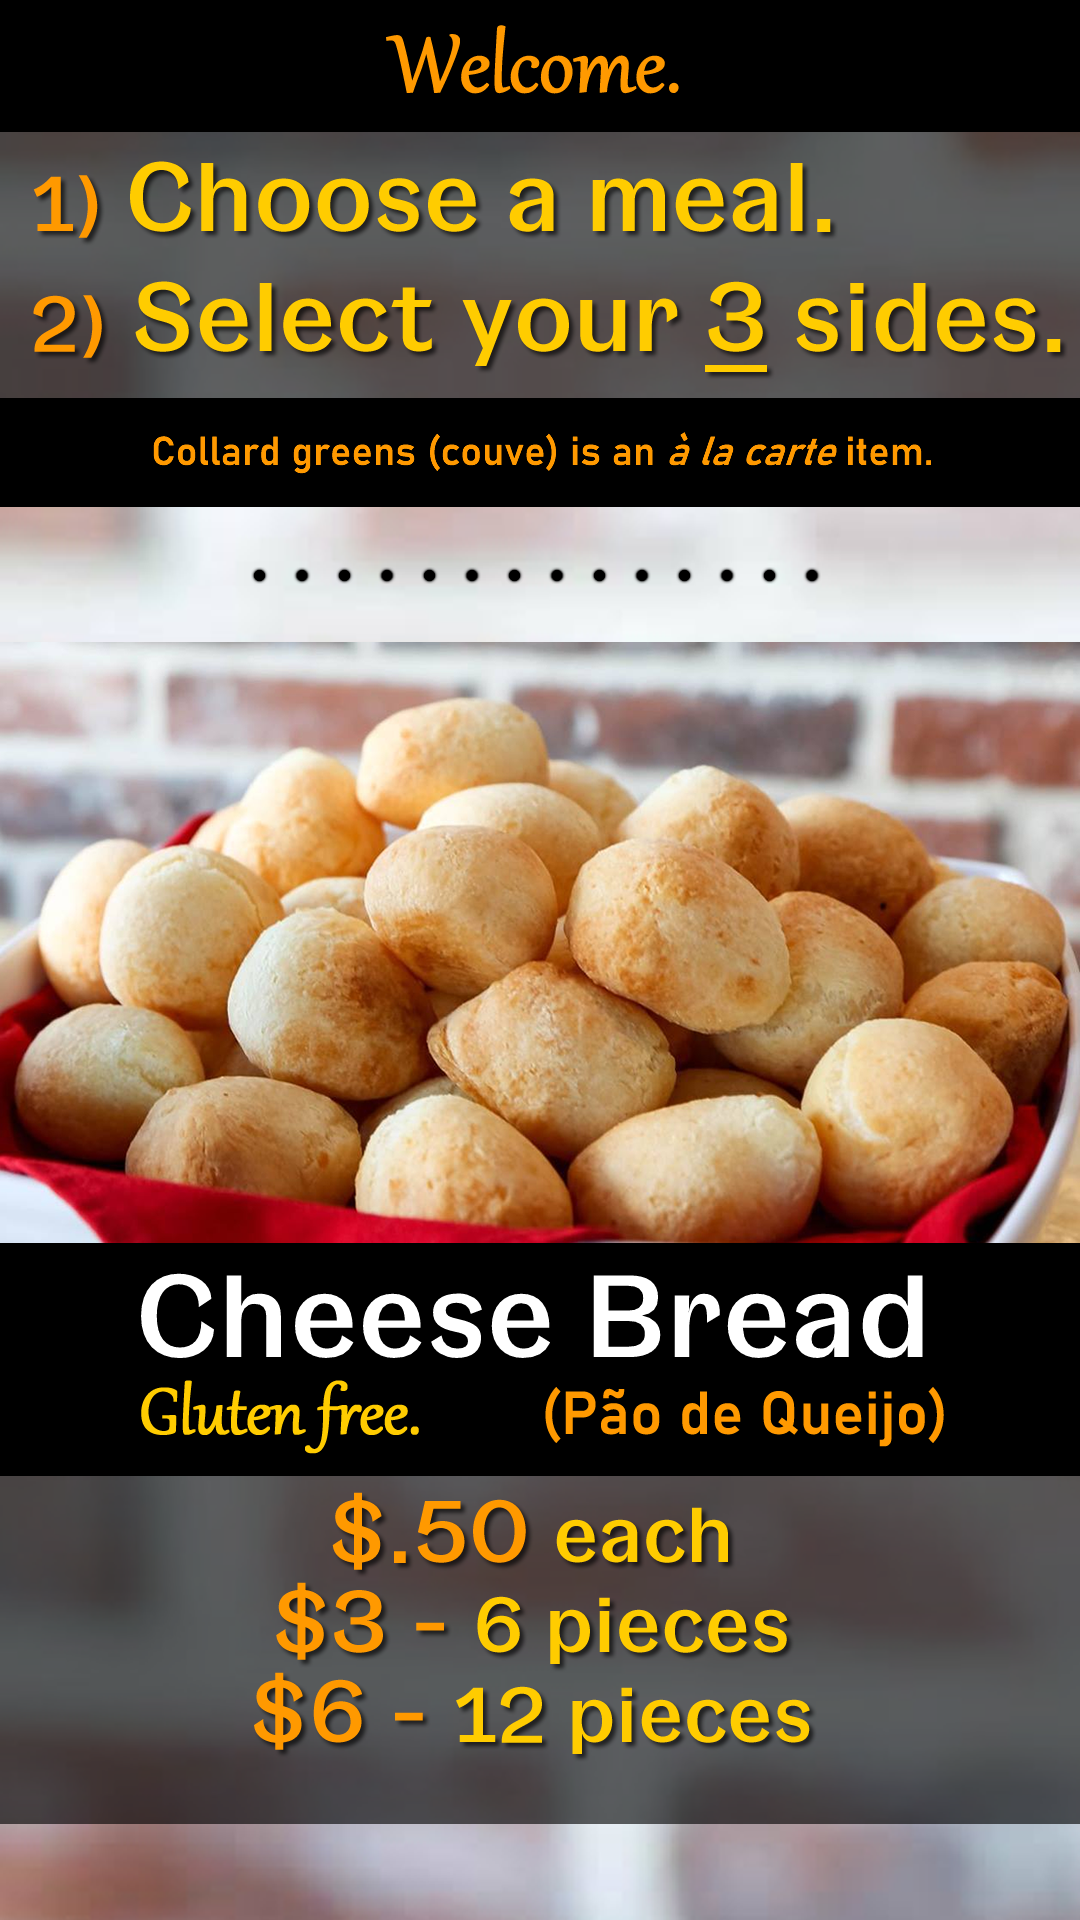 Welcome.
1) Choose a meal.
2) Select your 3 sides.
Collard greens (couve) is an à la carte item.
Cheese Bread
Gluten free. (Pão de Queijo)
$.50 each
$3 - 6 pieces
$6 - 12 pieces